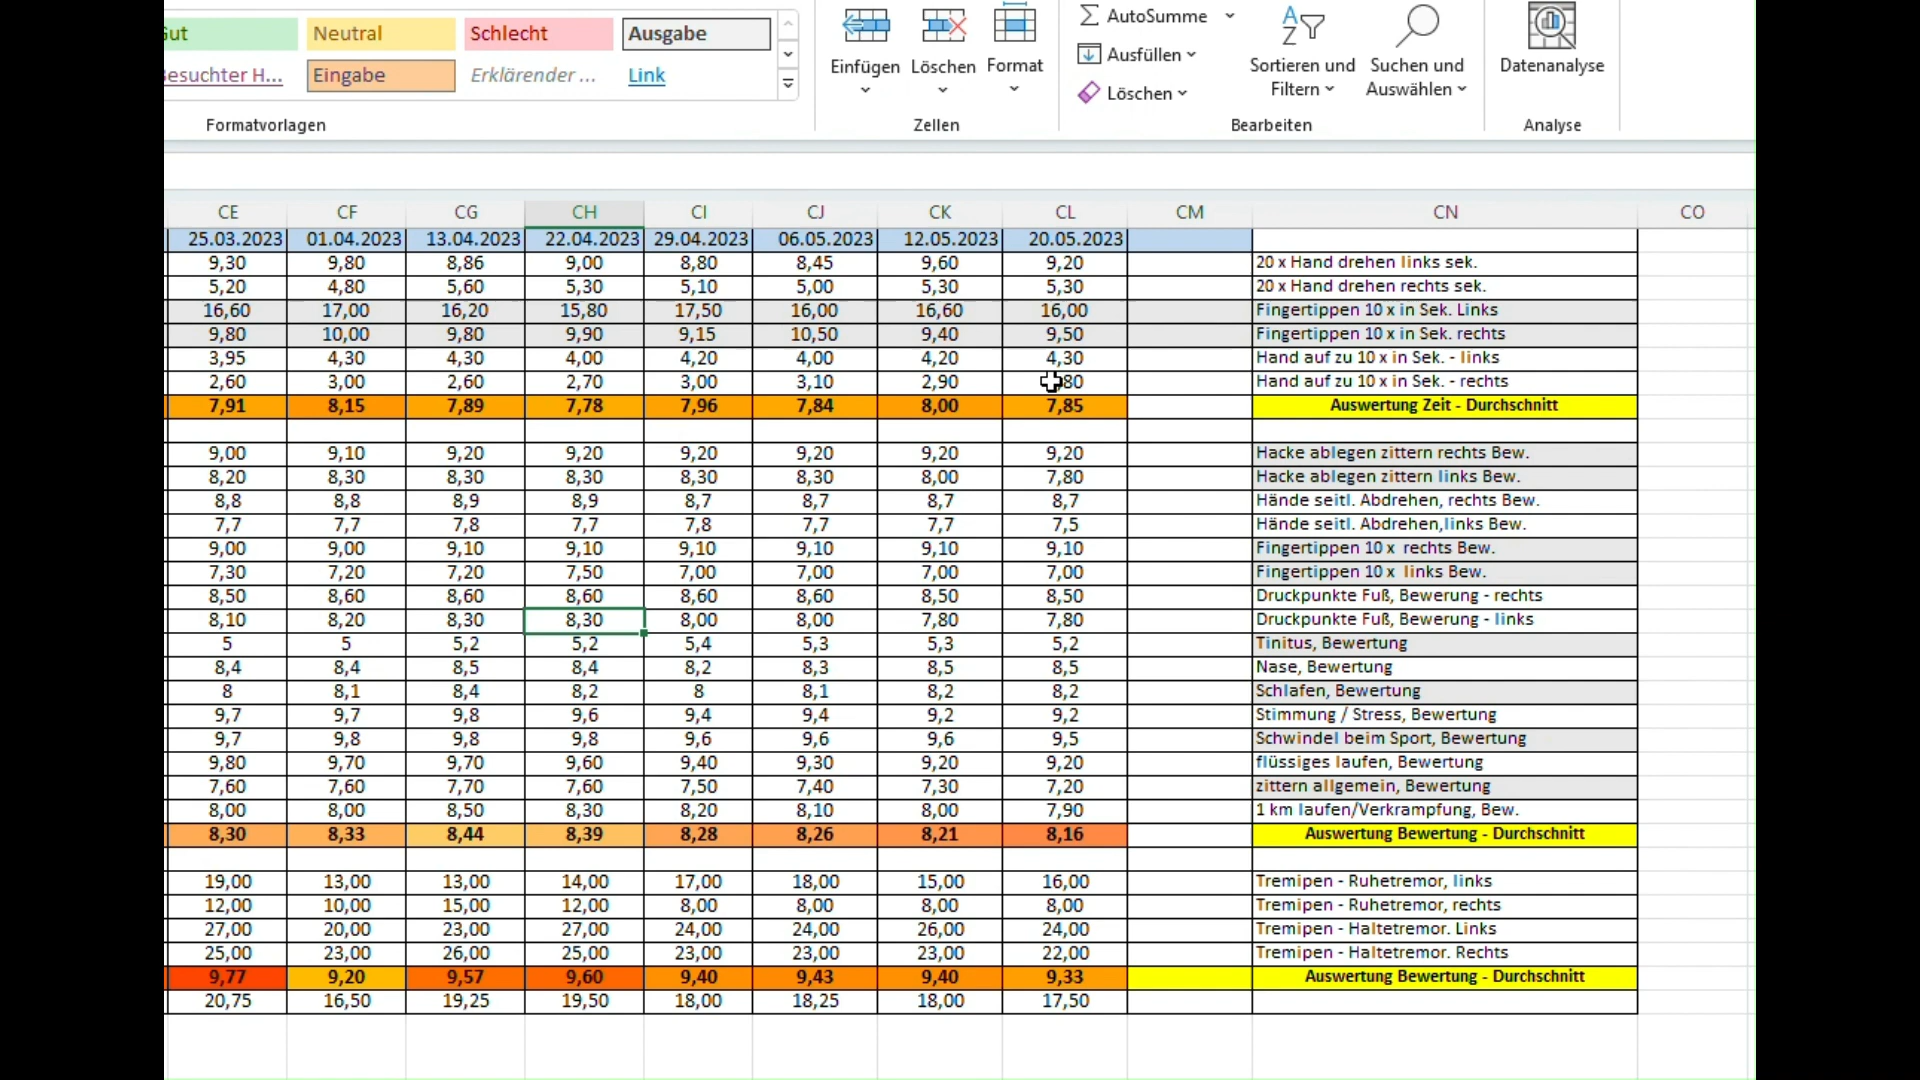 Gut Neutral Schlecht Ausgabe
Besuchter H... Eingabe Erklärender ... Link
Formatvorlagen
Einfügen Löschen Format
Zellen
AutoSumme
Ausfüllen
Löschen
Sortieren und Filtern
Suchen und Auswählen
Bearbeiten
Datenanalyse
Analyse
CE CF CG CH CI CJ CK CL CM CN CO
25.03.2023 01.04.2023 13.04.2023 22.04.2023 29.04.2023 06.05.2023 12.05.2023 20.05.2023
9,30 9,80 8,86 9,00 8,80 8,45 9,60 9,20 20 x Hand drehen links sek.
5,20 4,80 5,60 5,30 5,10 5,00 5,30 5,30 20 x Hand drehen rechts sek.
16,60 17,00 16,20 15,80 17,50 16,00 16,60 16,00 Fingertippen 10 x in Sek. Links
9,80 10,00 9,80 9,90 9,15 10,50 9,40 9,50 Fingertippen 10 x in Sek. rechts
3,95 4,30 4,30 4,00 4,20 4,00 4,20 4,30 Hand auf zu 10 x in Sek. - links
2,60 3,00 2,60 2,70 3,00 3,10 2,90 80 Hand auf zu 10 x in Sek. - rechts
7,91 8,15 7,89 7,78 7,96 7,84 8,00 7,85 Auswertung Zeit - Durchschnitt
9,00 9,10 9,20 9,20 9,20 9,20 9,20 9,20 Hacke ablegen zittern rechts Bew.
8,20 8,30 8,30 8,30 8,30 8,30 8,00 7,80 Hacke ablegen zittern links Bew.
8,8 8,8 8,9 8,9 8,7 8,7 8,7 8,7 Hände seitl. Abdrehen, rechts Bew.
7,7 7,7 7,8 7,7 7,8 7,7 7,7 7,5 Hände seitl. Abdrehen,links Bew.
9,00 9,00 9,10 9,10 9,10 9,10 9,10 9,10 Fingertippen 10 x  rechts Bew.
7,30 7,20 7,20 7,50 7,00 7,00 7,00 7,00 Fingertippen 10 x  links Bew.
8,50 8,60 8,60 8,60 8,60 8,60 8,50 8,50 Druckpunkte Fuß, Bewerung - rechts
8,10 8,20 8,30 8,30 8,00 8,00 7,80 7,80 Druckpunkte Fuß, Bewerung - links
5 5 5,2 5,2 5,4 5,3 5,3 5,2 Tinitus, Bewertung
8,4 8,4 8,5 8,4 8,2 8,3 8,5 8,5 Nase, Bewertung
8 8,1 8,4 8,2 8 8,1 8,2 8,2 Schlafen, Bewertung
9,7 9,7 9,8 9,6 9,4 9,4 9,2 9,2 Stimmung / Stress, Bewertung
9,7 9,8 9,8 9,8 9,6 9,6 9,6 9,5 Schwindel beim Sport, Bewertung
9,80 9,70 9,70 9,60 9,40 9,30 9,20 9,20 flüssiges laufen, Bewertung
7,60 7,60 7,70 7,60 7,50 7,40 7,30 7,20 zittern allgemein, Bewertung
8,00 8,00 8,50 8,30 8,20 8,10 8,00 7,90 1 km laufen/Verkrampfung, Bew.
8,30 8,33 8,44 8,39 8,28 8,26 8,21 8,16 Auswertung Bewertung - Durchschnitt
19,00 13,00 13,00 14,00 17,00 18,00 15,00 16,00 Tremipen - Ruhetremor, links
12,00 10,00 15,00 12,00 8,00 8,00 8,00 8,00 Tremipen - Ruhetremor, rechts
27,00 20,00 23,00 27,00 24,00 24,00 26,00 24,00 Tremipen - Haltetremor. Links
25,00 23,00 26,00 25,00 23,00 23,00 23,00 22,00 Tremipen - Haltetremor. Rechts
9,77 9,20 9,57 9,60 9,40 9,43 9,40 9,33 Auswertung Bewertung - Durchschnitt
20,75 16,50 19,25 19,50 18,00 18,25 18,00 17,50